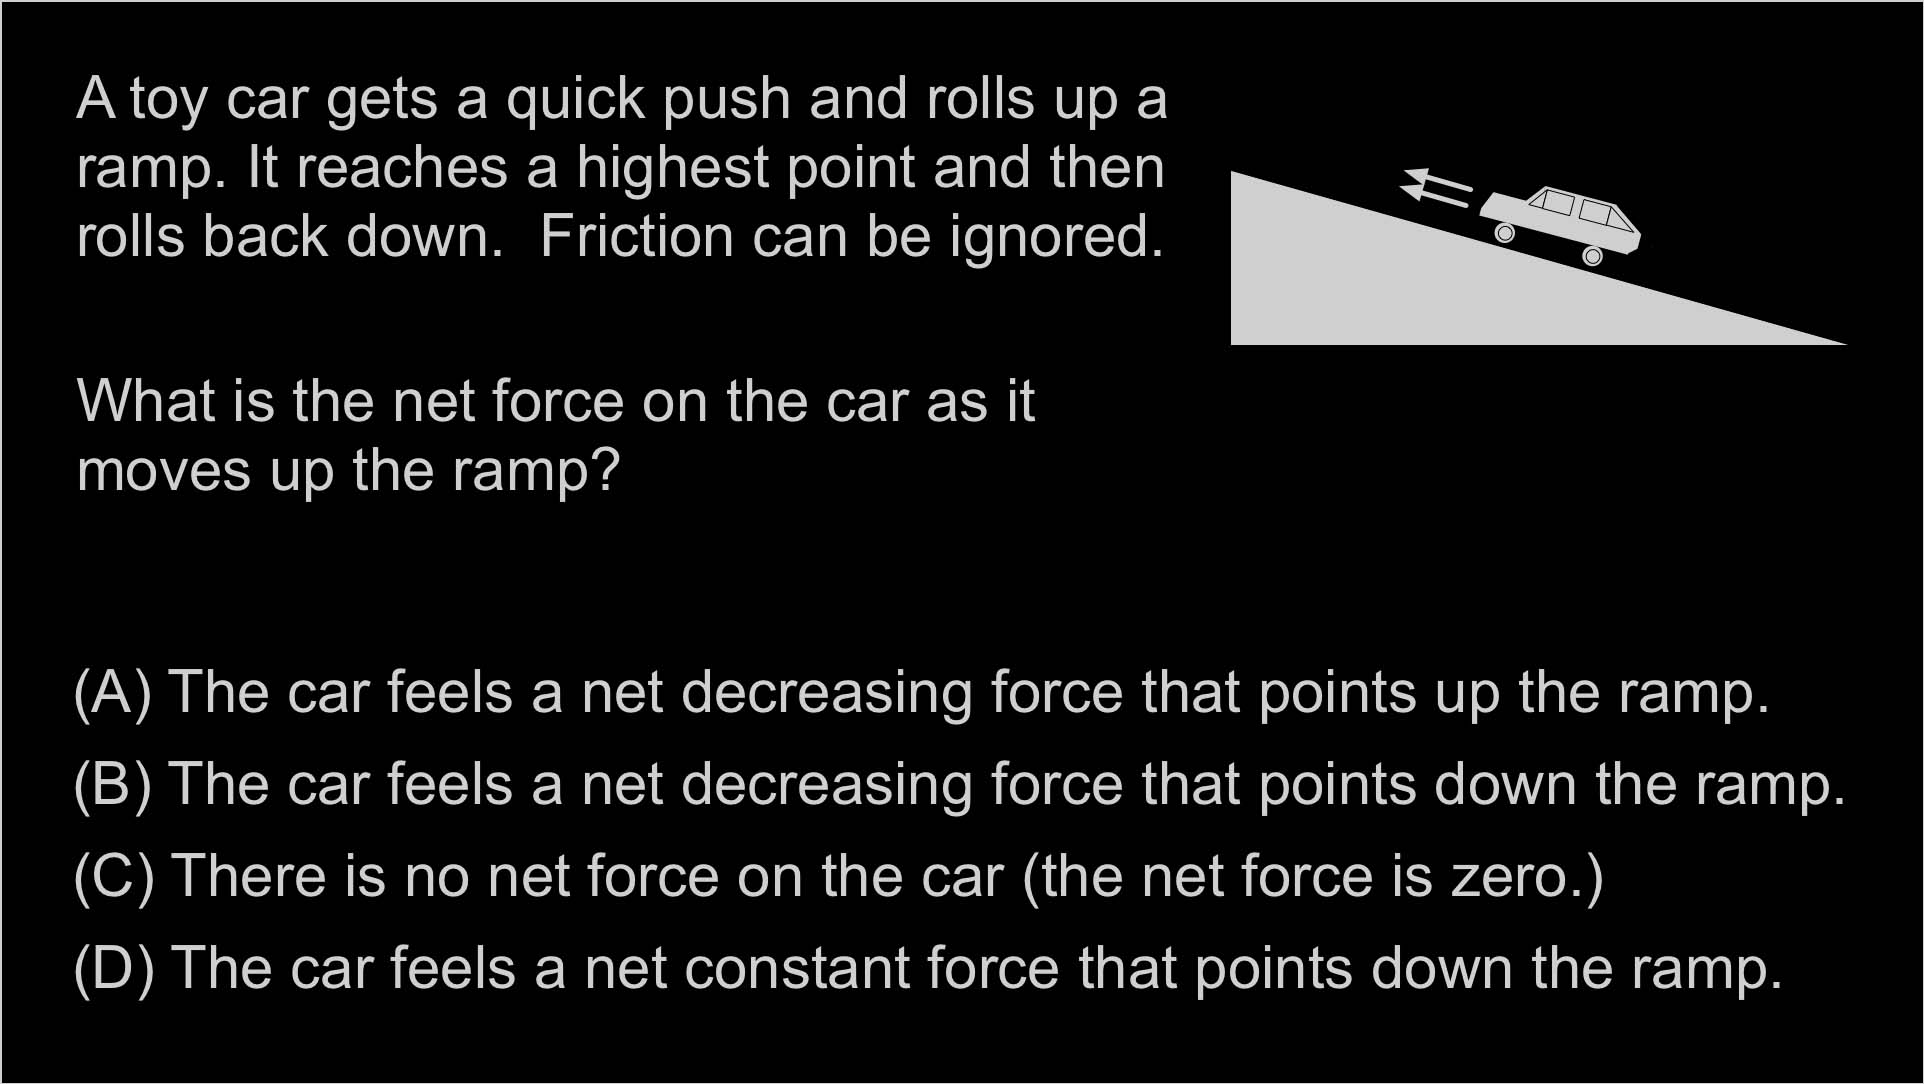 A toy car gets a quick push and rolls up a
ramp. It reaches a highest point and then
rolls back down.  Friction can be ignored.
What is the net force on the car as it
moves up the ramp?
(A) The car feels a net decreasing force that points up the ramp.
(B) The car feels a net decreasing force that points down the ramp.
(C) There is no net force on the car (the net force is zero.)
(D) The car feels a net constant force that points down the ramp.